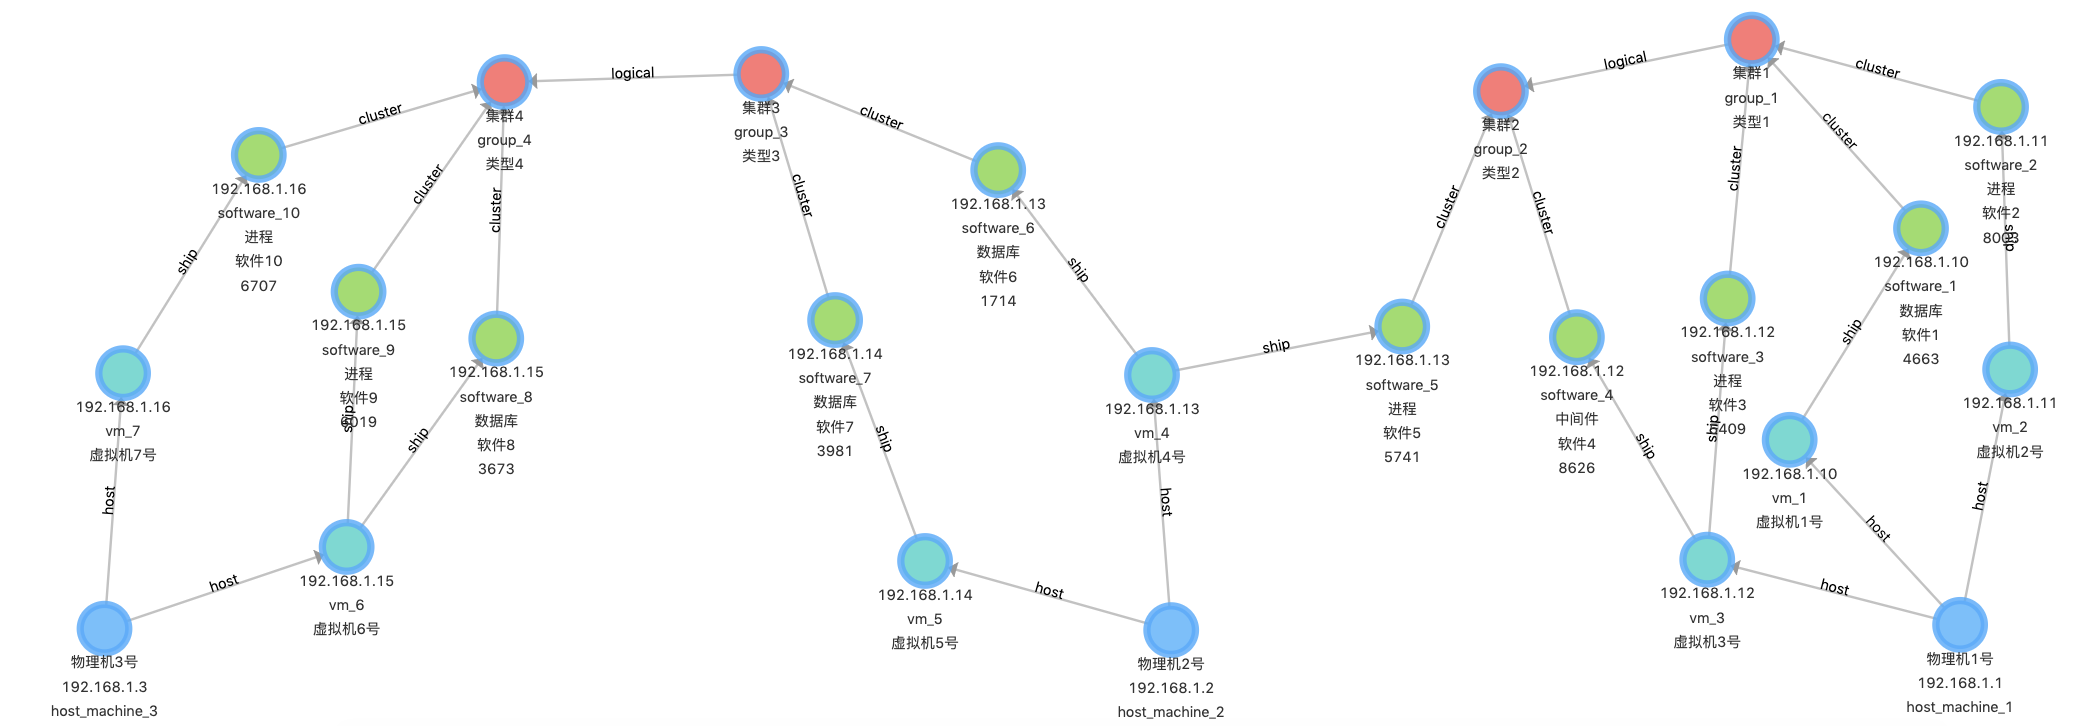 集群4
group_4
类型4
logical
集群3
group_3
类型3
cluster
192.168.1.16
software_10
进程
软件10
6707
cluster
192.168.1.15
software_9
进程
软件9
cluster
192.168.1.15
software_8
数据库
软件8
3673
ship
192.168.1.16
vm_7
虚拟机7号
ship
ship
host
192.168.1.15
vm_6
虚拟机6号
host
物理机3号
192.168.1.3
host_machine_3
cluster
192.168.1.14
software_7
数据库
软件7
3981
cluster
192.168.1.13
software_6
数据库
软件6
1714
ship
ship
192.168.1.14
vm_5
虚拟机5号
192.168.1.13
vm_4
虚拟机4号
host
host
物理机2号
192.168.1.2
host_machine_2
ship
集群2
group_2
类型2
logical
集群1
group_1
类型1
cluster
192.168.1.13
software_5
进程
软件5
5741
cluster
192.168.1.12
software_4
中间件
软件4
8626
cluster
192.168.1.12
software_3
进程
软件3
cluster
192.168.1.10
software_1
数据库
软件1
4663
cluster
192.168.1.11
software_2
进程
软件2
ship
ship
ship
ship
192.168.1.12
vm_3
虚拟机3号
192.168.1.10
vm_1
虚拟机1号
192.168.1.11
vm_2
虚拟机2号
host
host
host
物理机1号
192.168.1.1
host_machine_1